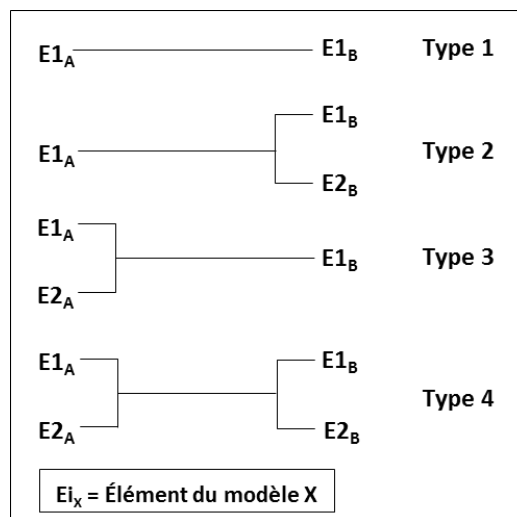 E1A E1B Type 1
E1B
E1A Type 2
E2B
E1A
E1B Type 3
E2A
E1A E1B
Type 4
E2A E2B
EiX = Élément du modèle X